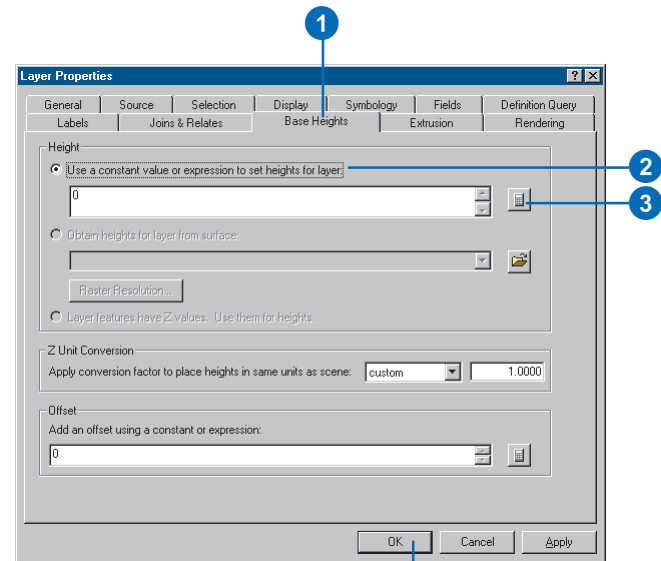 1
Layer Properties
General Source Selection Display Symbology Fields Definition Query
Labels Joins & Relates Base Heights Extrusion Rendering
Height
Use a constant value or expression to set heights for layer:
2
0
3
Obtain heights for layer from surface:
Raster Resolution...
Layer features have Z values. Use them for heights.
Z Unit Conversion
Apply conversion factor to place heights in same units as scene: custom 1.0000
Offset
Add an offset using a constant or expression:
0
OK Cancel Apply